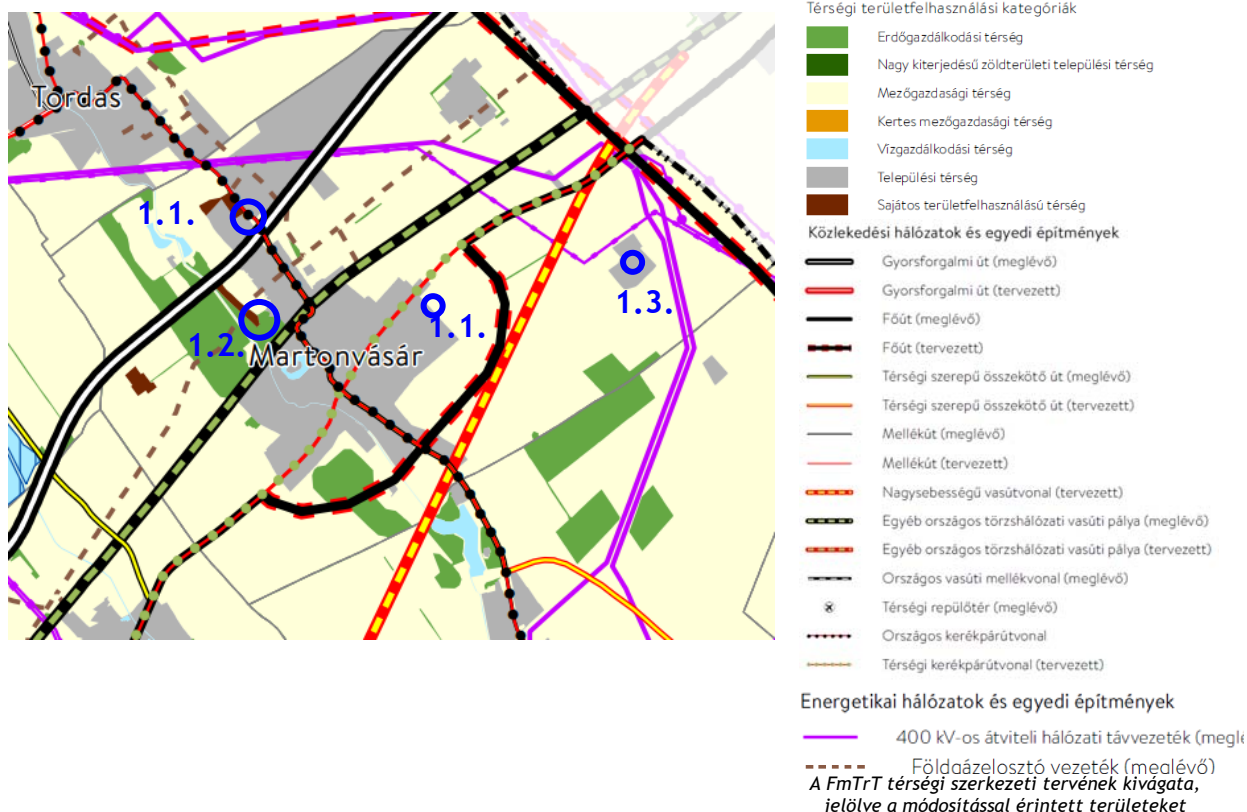 Tordas
1.1.
1.2.
Martonvásár
1.1.
1.3.
Térségi területfelhasználási kategóriák
Erdőgazdálkodási térség
Nagy kiterjedésű zöldterületi települési térség
Mezőgazdasági térség
Kertes mezőgazdasági térség
Vízgazdálkodási térség
Települési térség
Sajátos területfelhasználású térség
Közlekedési hálózatok és egyedi építmények
Gyorsforgalmi út (meglévő)
Gyorsforgalmi út (tervezett)
Főút (meglévő)
Főút (tervezett)
Térségi szerepű összekötő út (meglévő)
Térségi szerepű összekötő út (tervezett)
Mellékút (meglévő)
Mellékút (tervezett)
Nagysebességű vasútvonal (tervezett)
Egyéb országos törzshálózati vasúti pálya (meglévő)
Egyéb országos törzshálózati vasúti pálya (tervezett)
Országos vasúti mellékvonal (meglévő)
Térségi repülőtér (meglévő)
Országos kerékpárútvonal
Térségi kerékpárútvonal (tervezett)
Energetikai hálózatok és egyedi építmények
400 kV-os átviteli hálózati távvezeték (meglé
Földgázelosztó vezeték (meglévő)
A FmTrT térségi szerkezeti tervének kivágata,
jelölve a módosítással érintett területeket